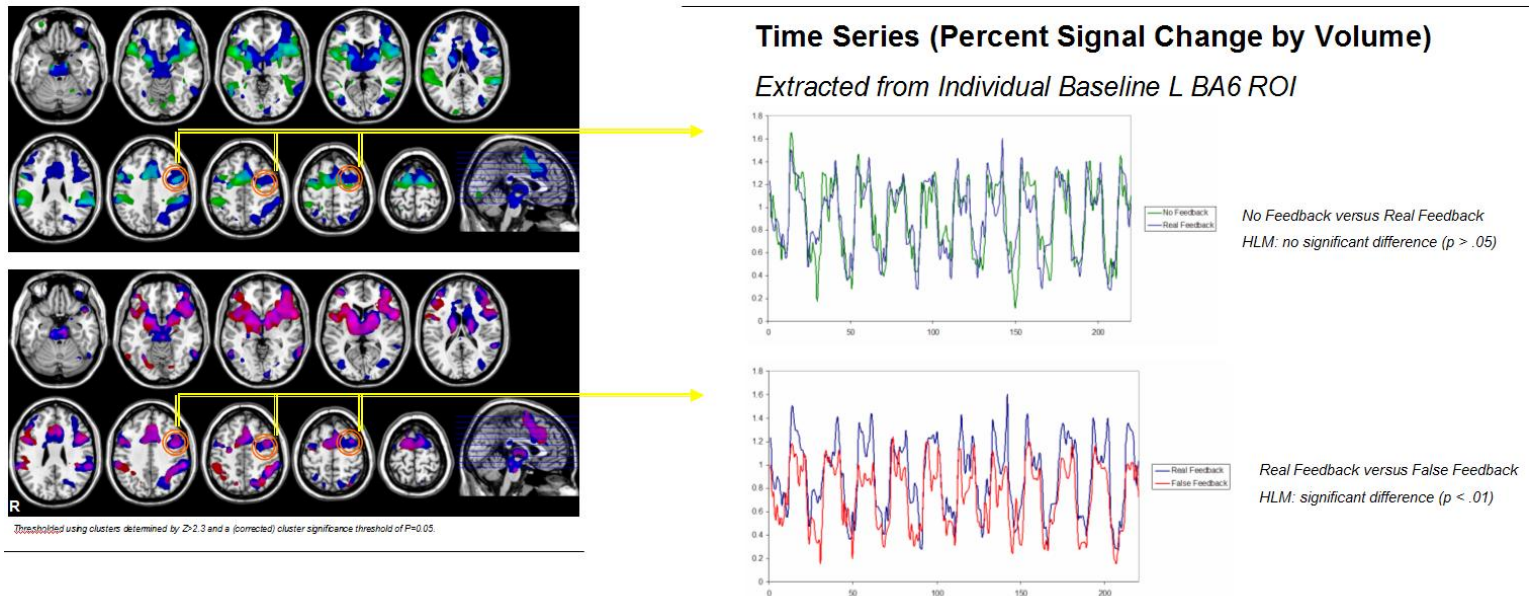 Time Series (Percent Signal Change by Volume)
Extracted from Individual Baseline L BA6 ROI
1.8
1.6
1.4
1.2
1
0.8
0.6
0.4
0.2
0
0
50
100
150
200
No Feedback
Real Feedback
No Feedback versus Real Feedback
HLM: no significant difference (p > .05)
1.8
1.6
1.4
1.2
1
0.8
0.6
0.4
0.2
0
0
50
100
150
200
Real Feedback
False Feedback
Real Feedback versus False Feedback
HLM: significant difference (p < .01)
R
Thresholded using clusters determined by Z>2.3 and a (corrected) cluster significance threshold of P=0.05.